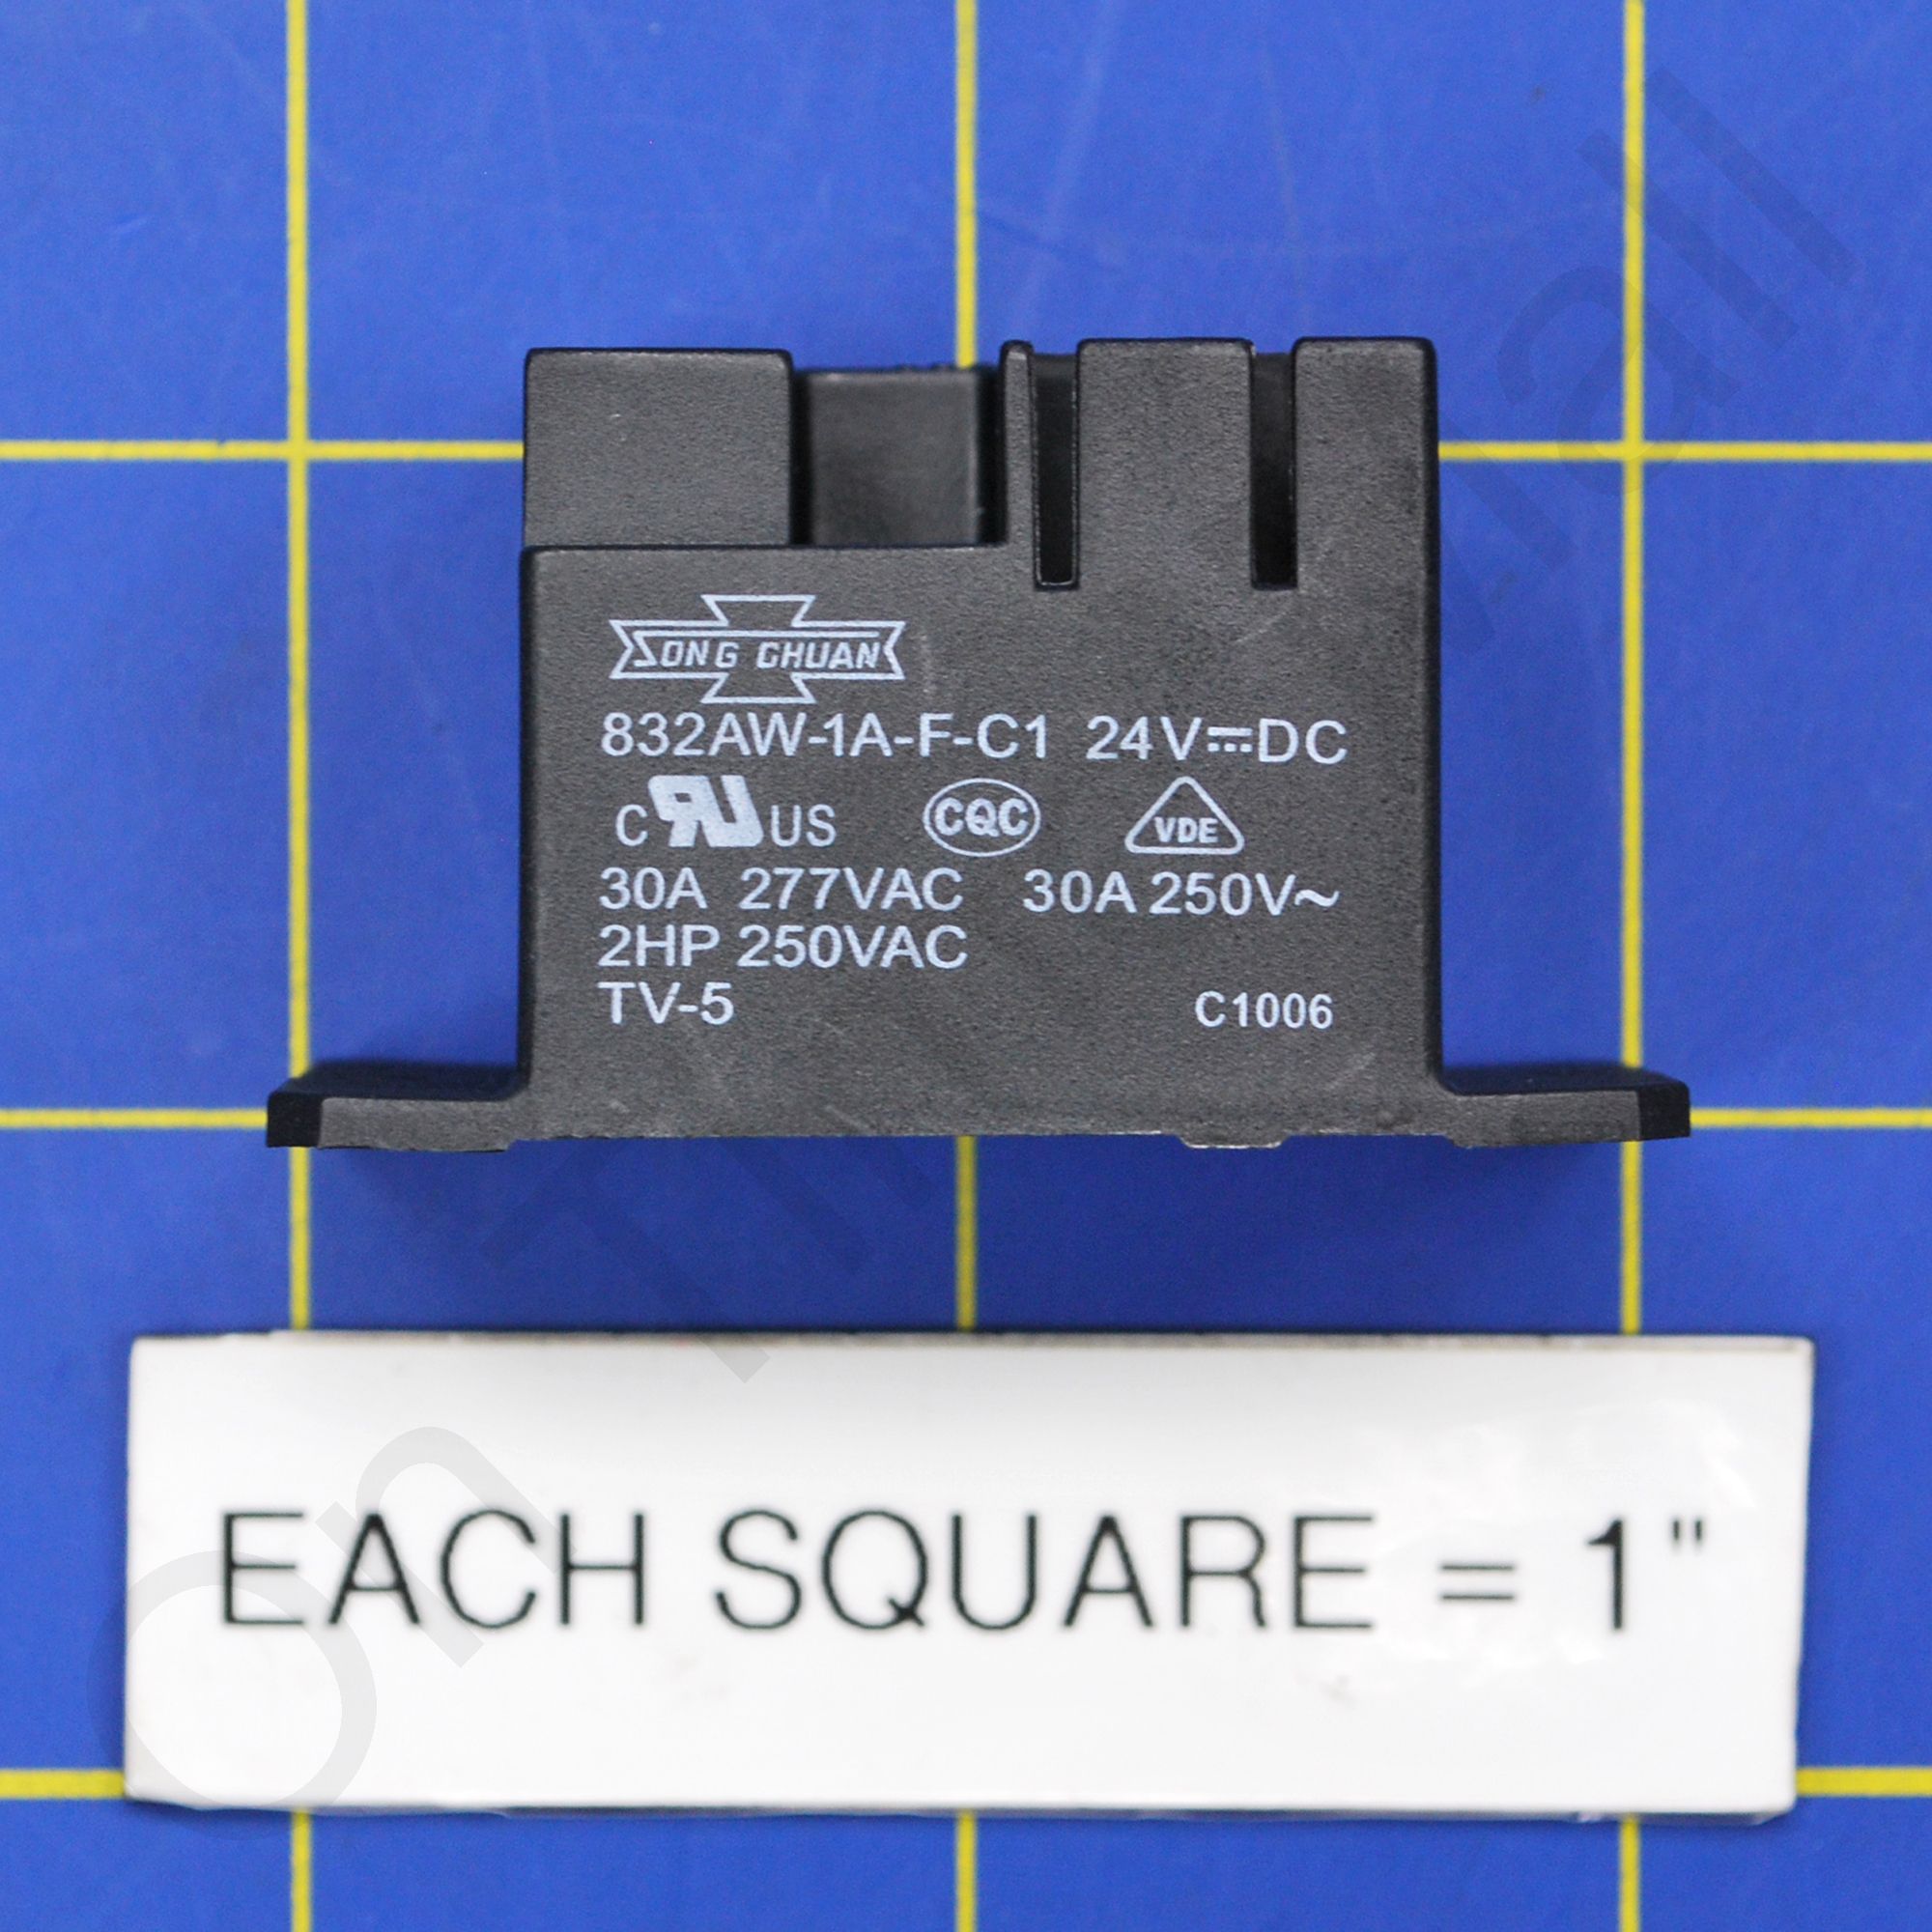 SONG CHUAN
832AW-1A-F-C1 24V⎓DC
C RU US CQC VDE
30A 277VAC 30A 250V~
2HP 250VAC
TV-5 C1006
EACH SQUARE = 1"